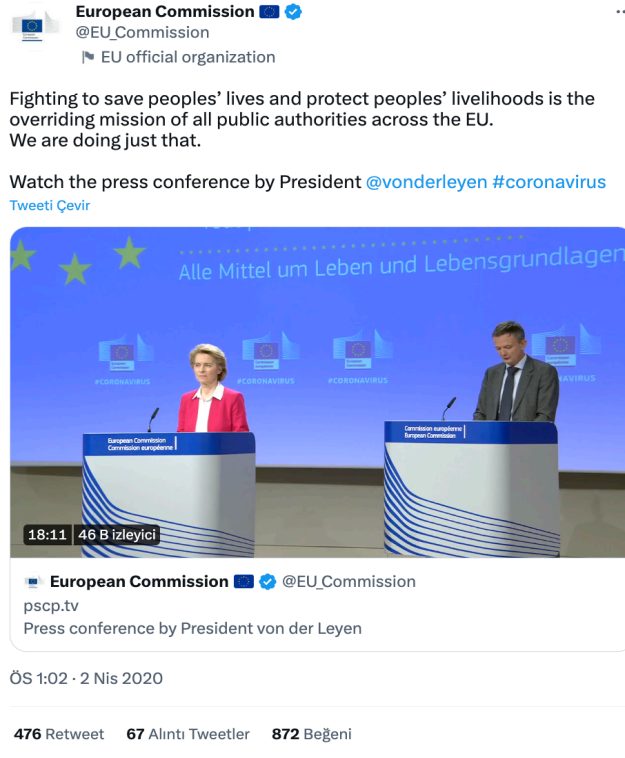 European Commission
@EU_Commission
EU official organization
Fighting to save peoples’ lives and protect peoples’ livelihoods is the
overriding mission of all public authorities across the EU.
We are doing just that.
Watch the press conference by President @vonderleyen #coronavirus
Tweeti Çevir
Alle Mittel um Leben und Lebensgrundlagen
#CORONAVIRUS
#CORONAVIRUS
#CORONAVIRUS
NAVIRUS
European Commission
Commission européenne
Commission européenne
European Commission
18:11 46 B izleyici
European Commission @EU_Commission
pscp.tv
Press conference by President von der Leyen
ÖS 1:02 · 2 Nis 2020
476 Retweet 67 Alıntı Tweetler 872 Beğeni